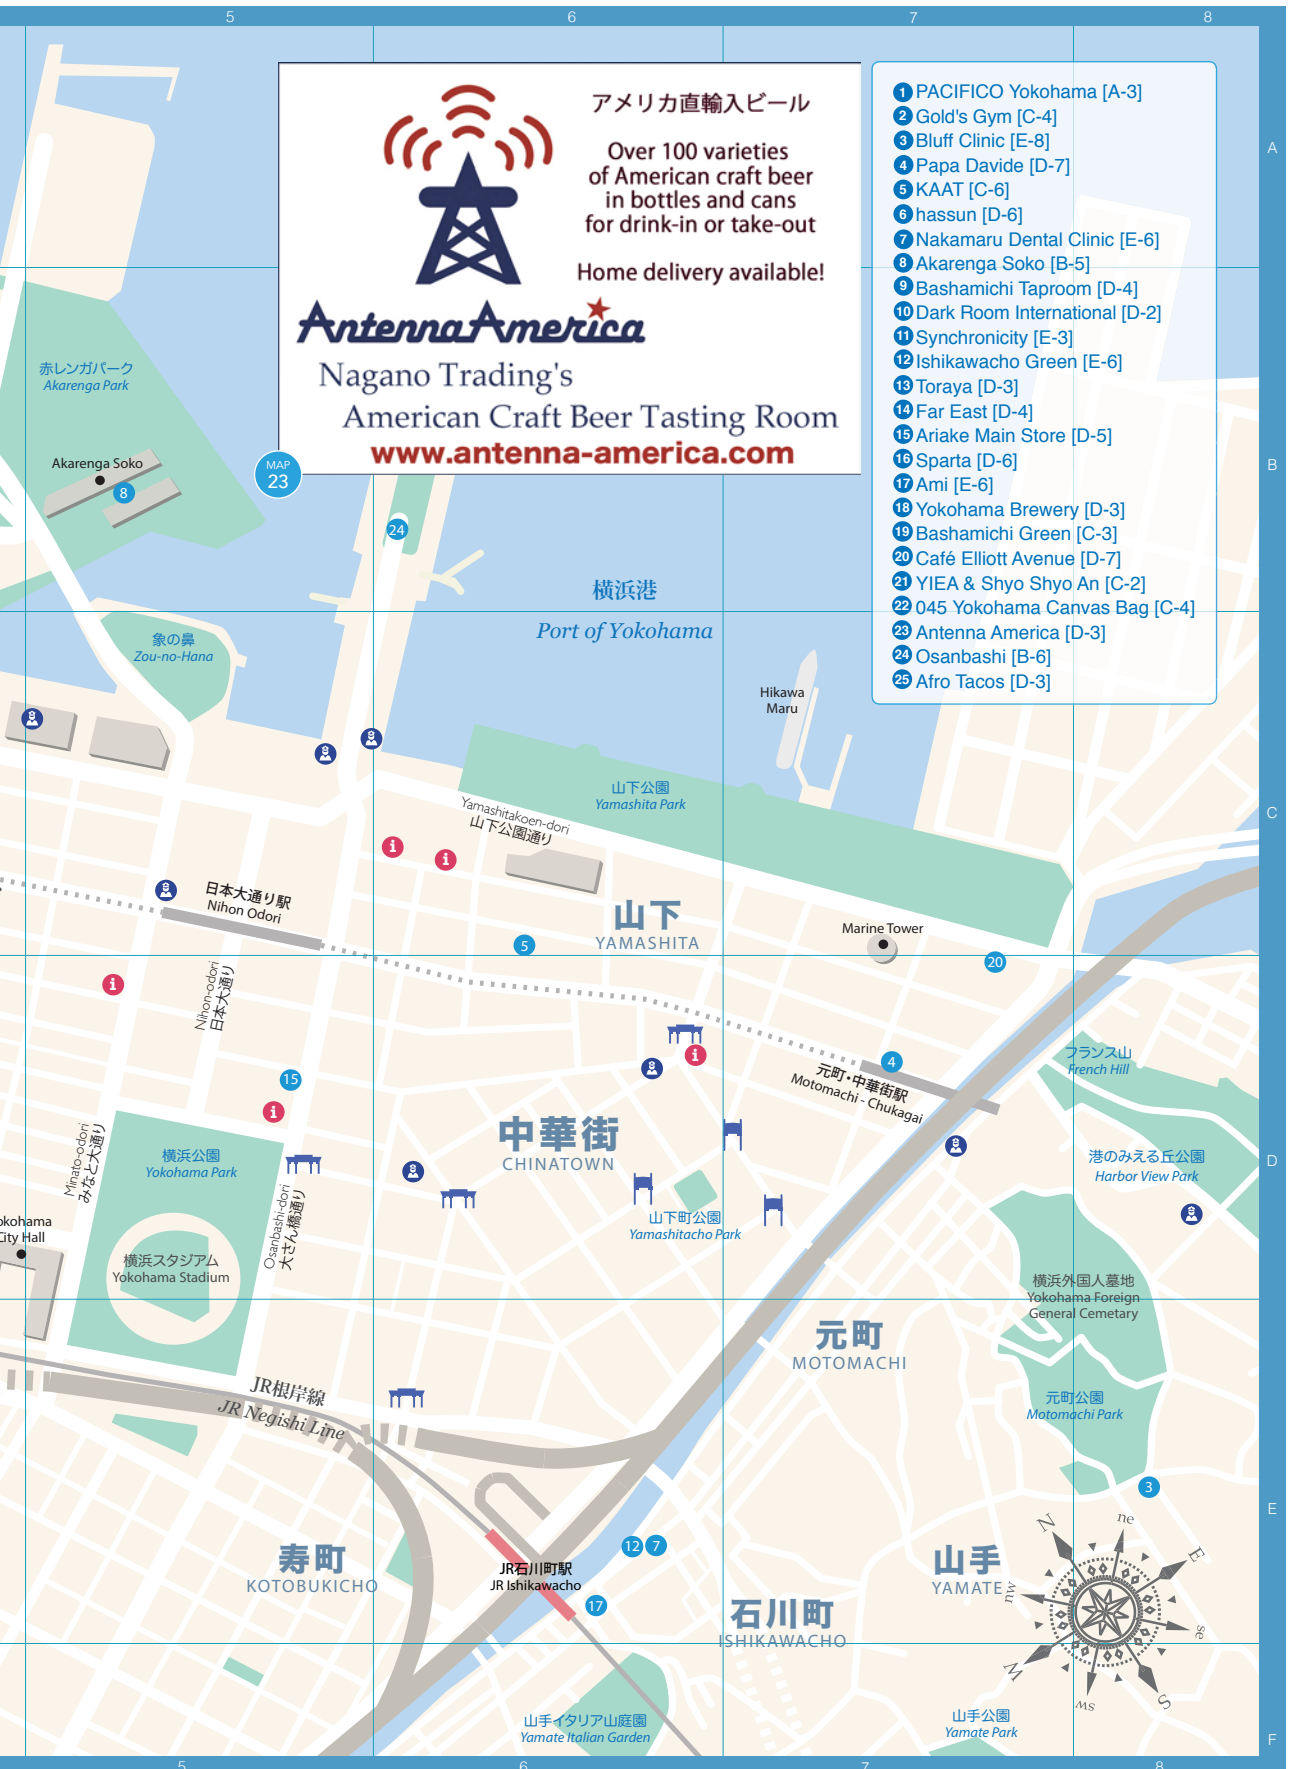 5
6
7
8
アメリカ直輸入ビール
Over 100 varieties
of American craft beer
in bottles and cans
for drink-in or take-out
Home delivery available!
Antenna America
Nagano Trading's
American Craft Beer Tasting Room
www.antenna-america.com
1 PACIFICO Yokohama [A-3]
2 Gold's Gym [C-4]
3 Bluff Clinic [E-8]
4 Papa Davide [D-7]
5 KAAT [C-6]
6 hassun [D-6]
7 Nakamaru Dental Clinic [E-6]
8 Akarenga Soko [B-5]
9 Bashamichi Taproom [D-4]
10 Dark Room International [D-2]
11 Synchronicity [E-3]
12 Ishikawacho Green [E-6]
13 Toraya [D-3]
14 Far East [D-4]
15 Ariake Main Store [D-5]
16 Sparta [D-6]
17 Ami [E-6]
18 Yokohama Brewery [D-3]
19 Bashamichi Green [C-3]
20 Café Elliott Avenue [D-7]
21 YIEA & Shyo Shyo An [C-2]
22 045 Yokohama Canvas Bag [C-4]
23 Antenna America [D-3]
24 Osanbashi [B-6]
25 Afro Tacos [D-3]
A
赤レンガパーク
Akarenga Park
Akarenga Soko
8
MAP
23
24
B
横浜港
Port of Yokohama
象の鼻
Zou-no-Hana
Hikawa
Maru
山下公園
Yamashita Park
Yamashitakoen-dori
山下公園通り
C
i
i
日本大通り駅
Nihon Odori
山下
YAMASHITA
5
Marine Tower
20
i
Nihon-odori
日本大通り
i
4
元町・中華街駅
Motomachi - Chukagai
フランス山
French Hill
15
i
中華街
CHINATOWN
Minato-odori
みなと大通り
横浜公園
Yokohama Park
港のみえる丘公園
Harbor View Park
D
Osanbashi-dori
大さん橋通り
山下町公園
Yamashitacho Park
okohama
City Hall
横浜スタジアム
Yokohama Stadium
横浜外国人墓地
Yokohama Foreign
General Cemetary
元町
MOTOMACHI
JR根岸線
JR Negishi Line
元町公園
Motomachi Park
3
E
N
ne
E
se
S
sw
W
nw
12
7
寿町
KOTOBUKICHO
JR石川町駅
JR Ishikawacho
山手
YAMATE
17
石川町
ISHIKAWACHO
山手イタリア山庭園
Yamate Italian Garden
山手公園
Yamate Park
F
5
6
7
8